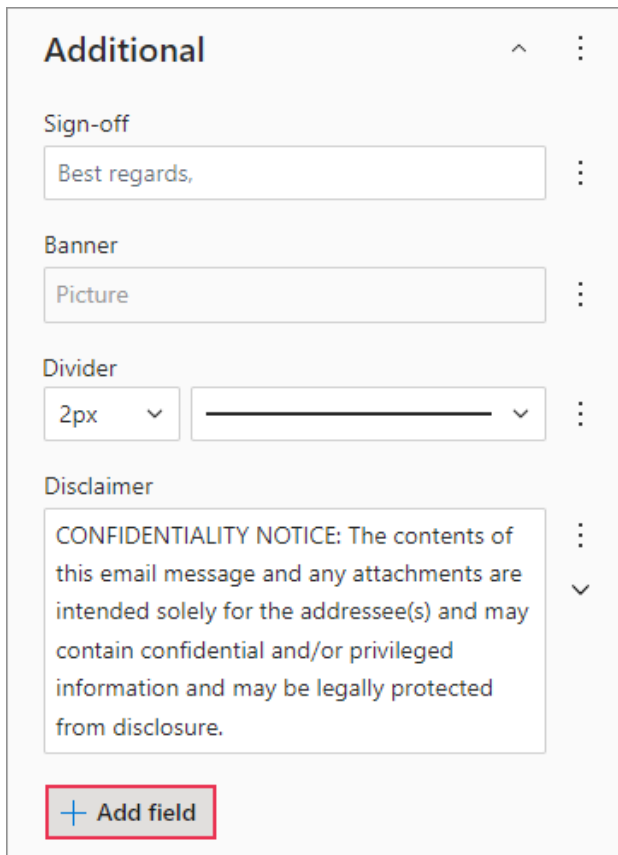 Additional
Sign-off
Best regards,
Banner
Picture
Divider
2px
Disclaimer
CONFIDENTIALITY NOTICE: The contents of
this email message and any attachments are
intended solely for the addressee(s) and may
contain confidential and/or privileged
information and may be legally protected
from disclosure.
+ Add field